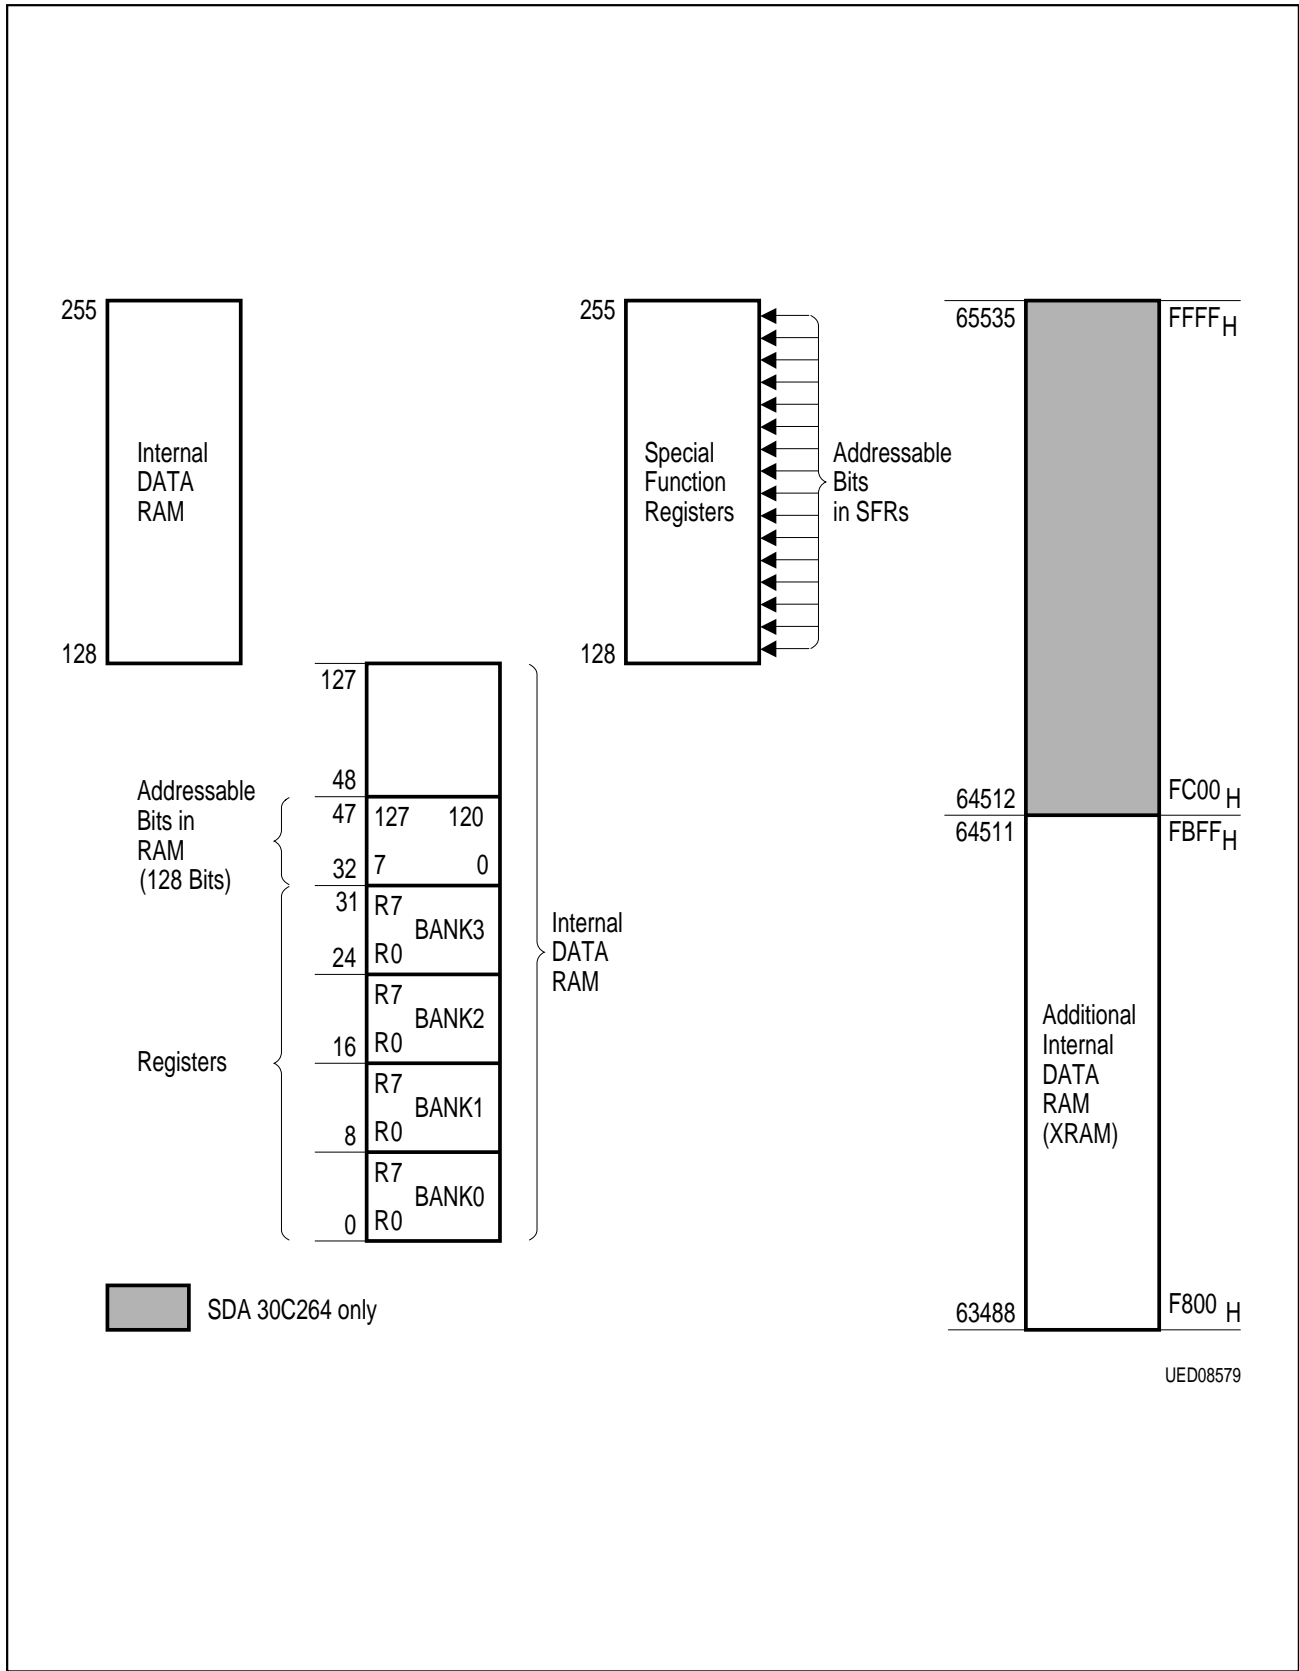 255
Internal
DATA
RAM
128
127
48
Addressable
Bits in
RAM
(128 Bits)
47
127 120
32
7 0
31
R7
BANK3
24
R0
R7
BANK2
16
R0
Registers
R7
BANK1
8
R0
R7
BANK0
0
R0
Internal
DATA
RAM
255
Special
Function
Registers
128
Addressable
Bits
in SFRs
65535
FFFFH
64512
FC00 H
64511
FBFFH
Additional
Internal
DATA
RAM
(XRAM)
63488
F800 H
SDA 30C264 only
UED08579